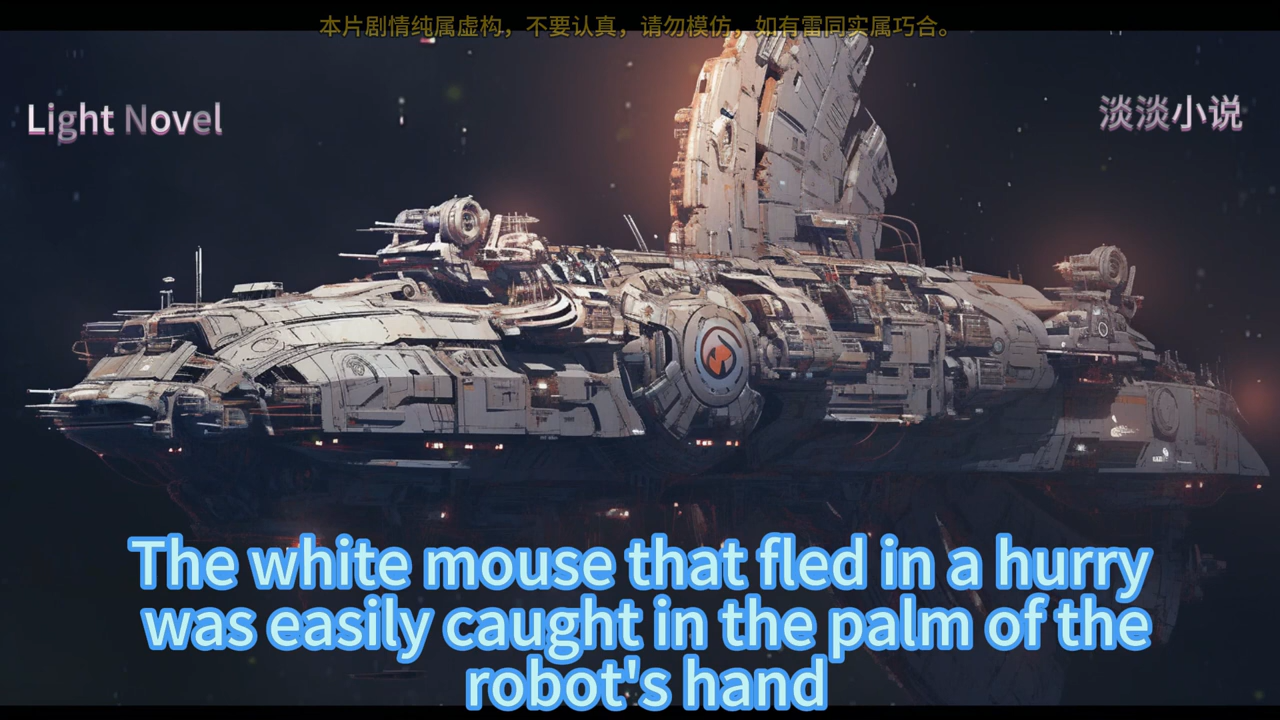 本片剧情纯属虚构，不要认真，请勿模仿，如有雷同实属巧合。
Light Novel
淡淡小说
The white mouse that fled in a hurry
was easily caught in the palm of the
robot's hand